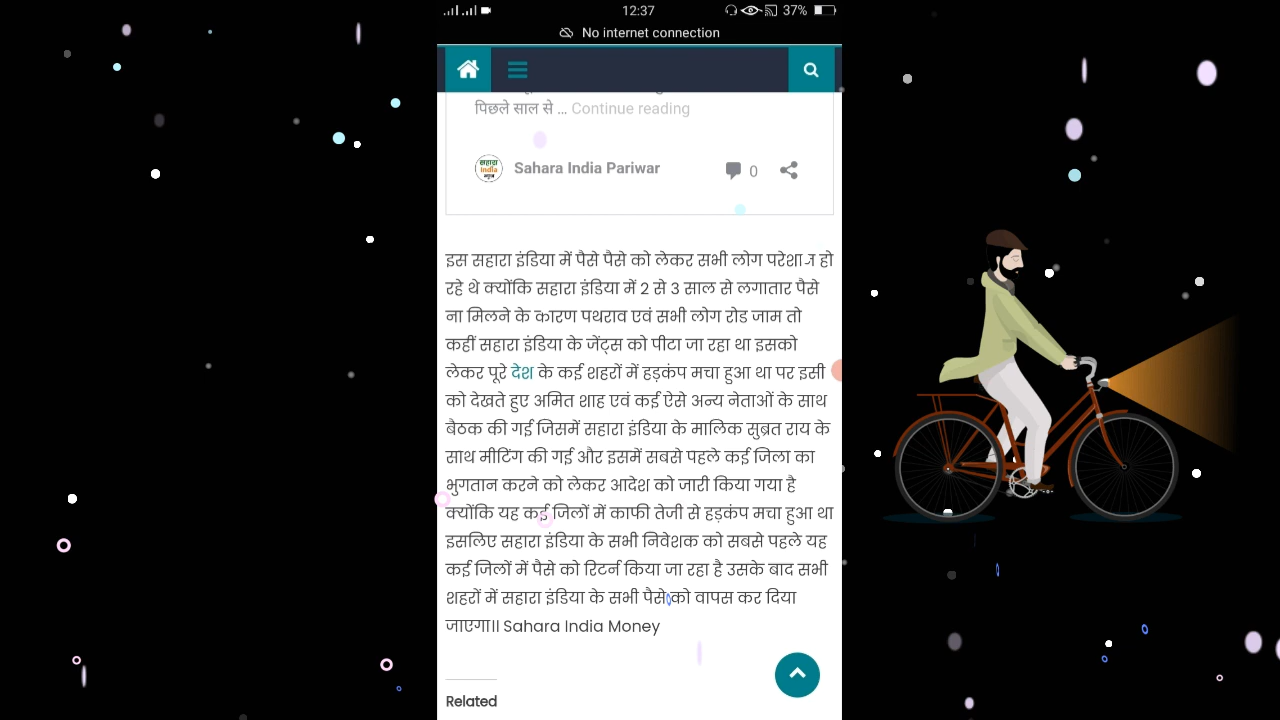 12:37
37%
No internet connection
पिछले साल से ... Continue reading
सहारा India
Sahara India Pariwar
0
इस सहारा इंडिया में पैसे पैसे को लेकर सभी लोग परेशान हो
रहे थे क्योंकि सहारा इंडिया में 2 से 3 साल से लगातार पैसे
ना मिलने के कारण पथराव एवं सभी लोग रोड जाम तो
कहीं सहारा इंडिया के जेंट्स को पीटा जा रहा था इसको
लेकर पूरे देश के कई शहरों में हड़कंप मचा हुआ था पर इसी
को देखते हुए अमित शाह एवं कई ऐसे अन्य नेताओं के साथ
बैठक की गई जिसमें सहारा इंडिया के मालिक सुब्रत राय के
साथ मीटिंग की गई और इसमें सबसे पहले कई जिला का
भुगतान करने को लेकर आदेश को जारी किया गया है
क्योंकि यह कई जिलों में काफी तेजी से हड़कंप मचा हुआ था
इसलिए सहारा इंडिया के सभी निवेशक को सबसे पहले यह
कई जिलों में पैसे को रिटर्न किया जा रहा है उसके बाद सभी
शहरों में सहारा इंडिया के सभी पैसे को वापस कर दिया
जाएगा।। Sahara India Money
Related